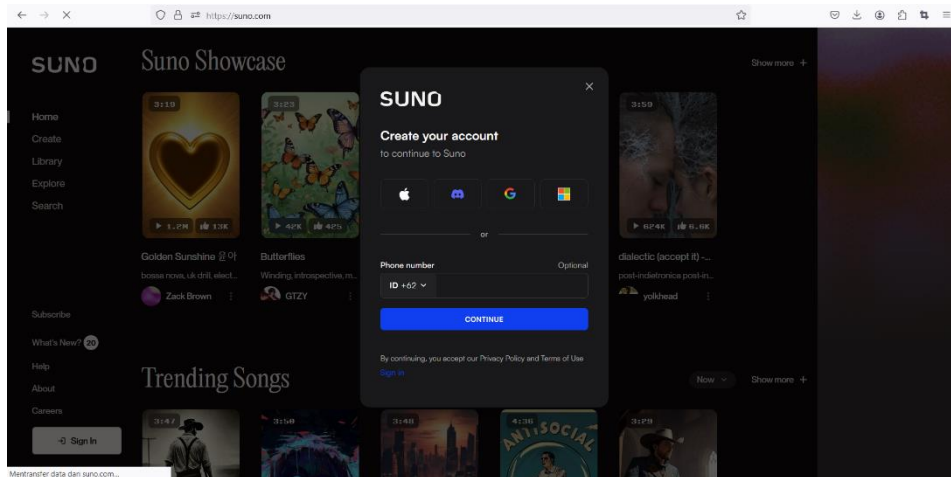 https://suno.com
SUNO
Home
Create
Library
Explore
Search
Subscribe
What's New? 20
Help
About
Careers
Sign In
Suno Showcase
Show more +
3:19
1.2M 13K
Golden Sunshine
bossa nova, uk drill, elect...
Zack Brown
3:23
42K 425
Butterflies
Winding, introspective, m...
GTZY
3:59
624K 6.6K
dialectic (accept it) -...
post-indietronica post-in...
yolkhead
SUNO
Create your account
to continue to Suno
or
Phone number Optional
ID +62
CONTINUE
By continuing, you accept our Privacy Policy and Terms of Use
Sign in
Trending Songs
Now
Show more +
3:47
3:50
3:48
4:36
ANTISOCIAL
3:29
Mentransfer data dari suno.com...